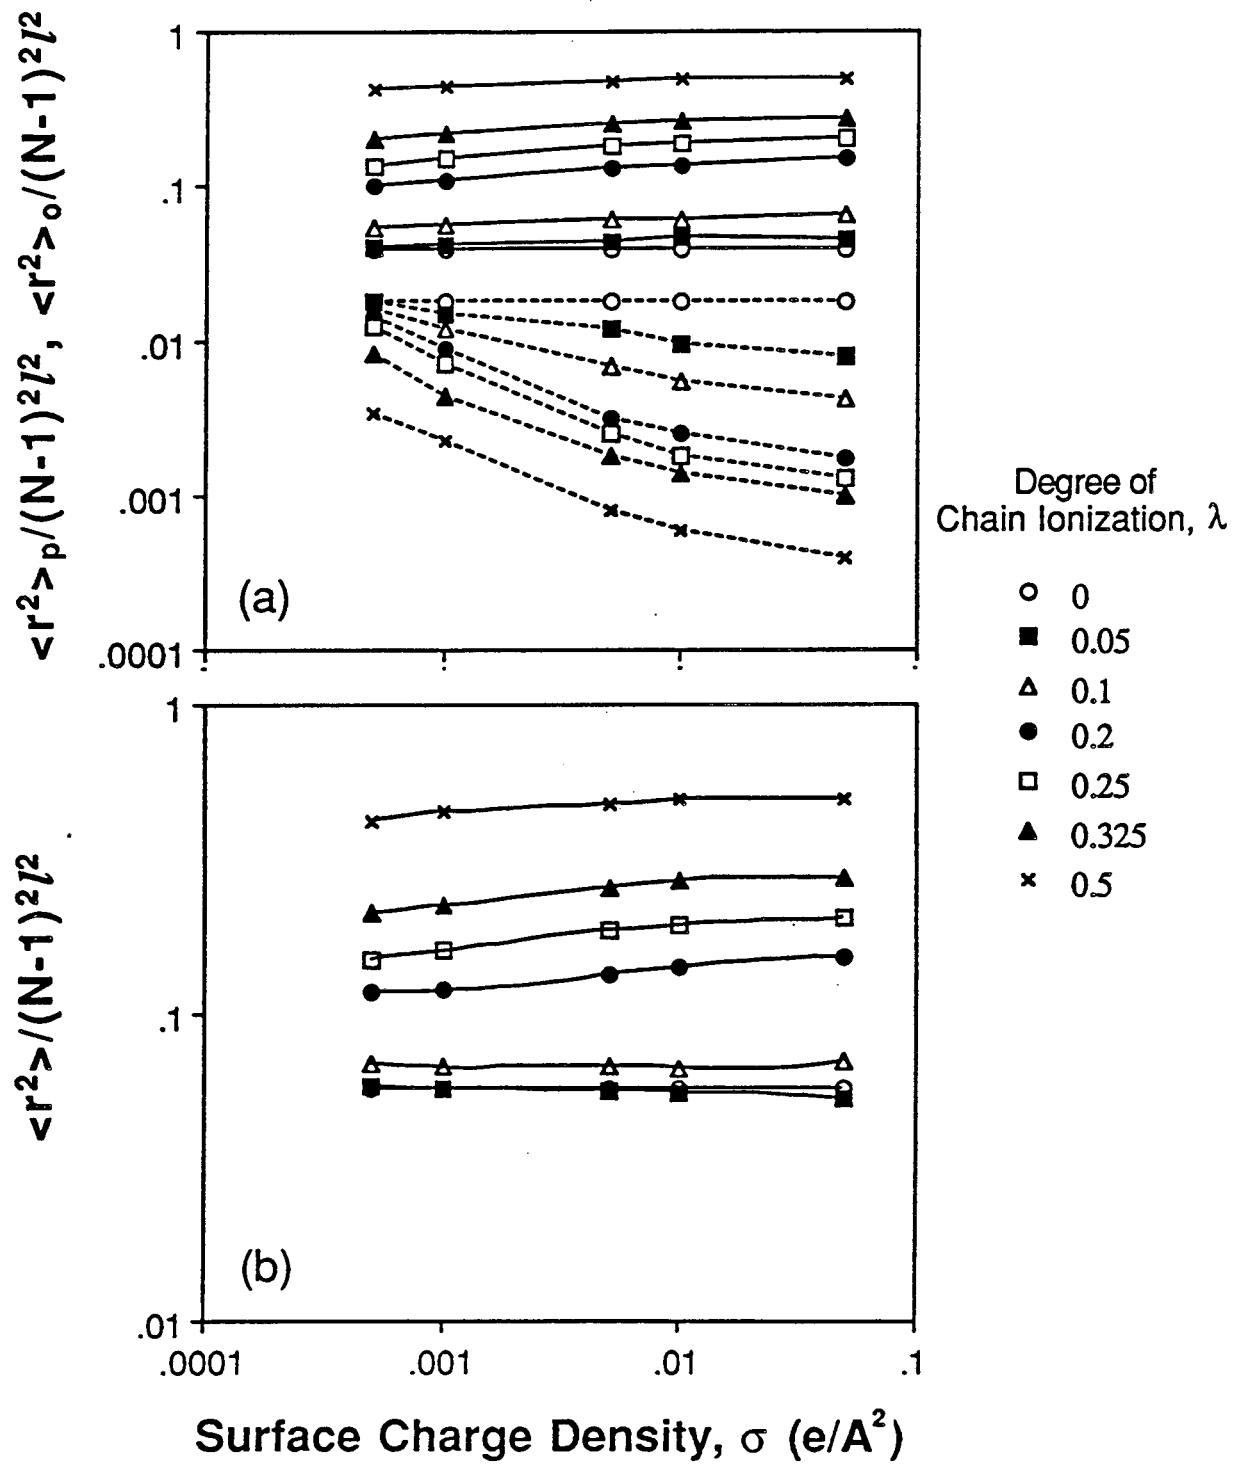 <r²>p/(N-1)²l², <r²>o/(N-1)²l²
1
.1
.01
.001
.0001
(a)
Degree of
Chain Ionization, λ
0
0.05
0.1
0.2
0.25
0.325
0.5
<r²>/(N-1)²l²
1
.1
.01
(b)
.0001 .001 .01 .1
Surface Charge Density, σ (e/A²)